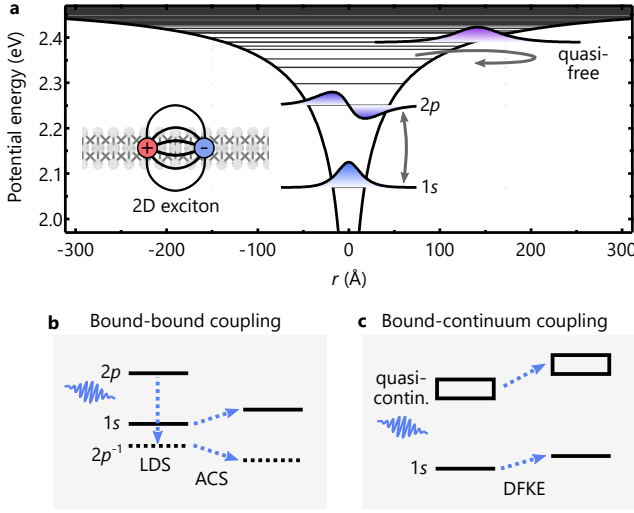 a
Potential energy (eV)
2.4
2.3
2.2
2.1
2.0
quasi-
free
2p
1s
+
-
2D exciton
-300
-200
-100
0
100
200
300
r (Å)
b Bound-bound coupling
2p
1s
2p⁻¹
LDS
ACS
c Bound-continuum coupling
quasi-
contin.
1s
DFKE